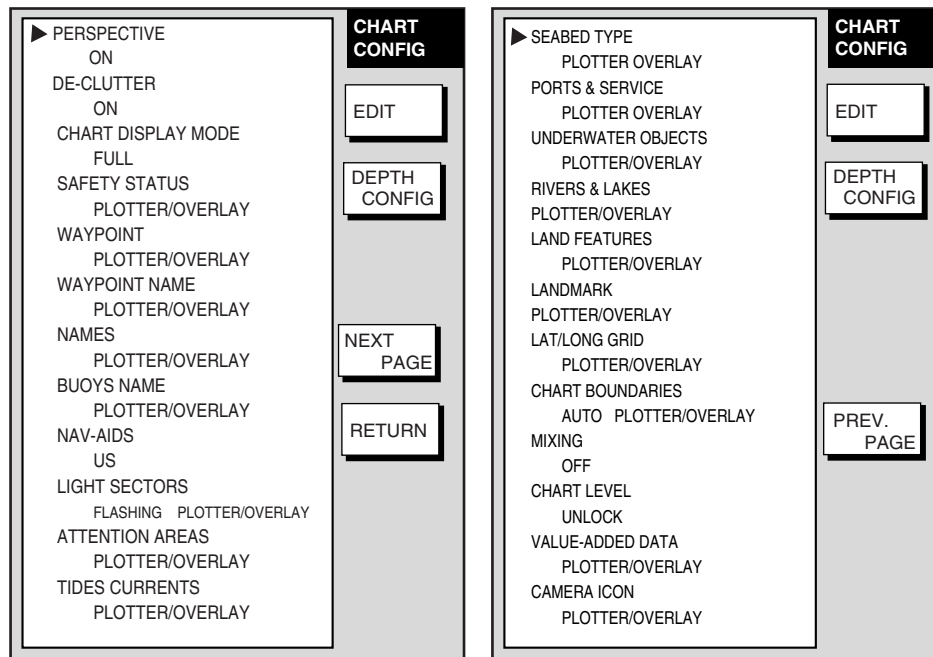 PERSPECTIVE
ON
DE-CLUTTER
ON
CHART DISPLAY MODE
FULL
SAFETY STATUS
PLOTTER/OVERLAY
WAYPOINT
PLOTTER/OVERLAY
WAYPOINT NAME
PLOTTER/OVERLAY
NAMES
PLOTTER/OVERLAY
BUOYS NAME
PLOTTER/OVERLAY
NAV-AIDS
US
LIGHT SECTORS
FLASHING PLOTTER/OVERLAY
ATTENTION AREAS
PLOTTER/OVERLAY
TIDES CURRENTS
PLOTTER/OVERLAY
CHART
CONFIG
EDIT
DEPTH
CONFIG
NEXT
PAGE
RETURN
SEABED TYPE
PLOTTER OVERLAY
PORTS & SERVICE
PLOTTER OVERLAY
UNDERWATER OBJECTS
PLOTTER/OVERLAY
RIVERS & LAKES
PLOTTER/OVERLAY
LAND FEATURES
PLOTTER/OVERLAY
LANDMARK
PLOTTER/OVERLAY
LAT/LONG GRID
PLOTTER/OVERLAY
CHART BOUNDARIES
AUTO PLOTTER/OVERLAY
MIXING
OFF
CHART LEVEL
UNLOCK
VALUE-ADDED DATA
PLOTTER/OVERLAY
CAMERA ICON
PLOTTER/OVERLAY
CHART
CONFIG
EDIT
DEPTH
CONFIG
PREV.
PAGE